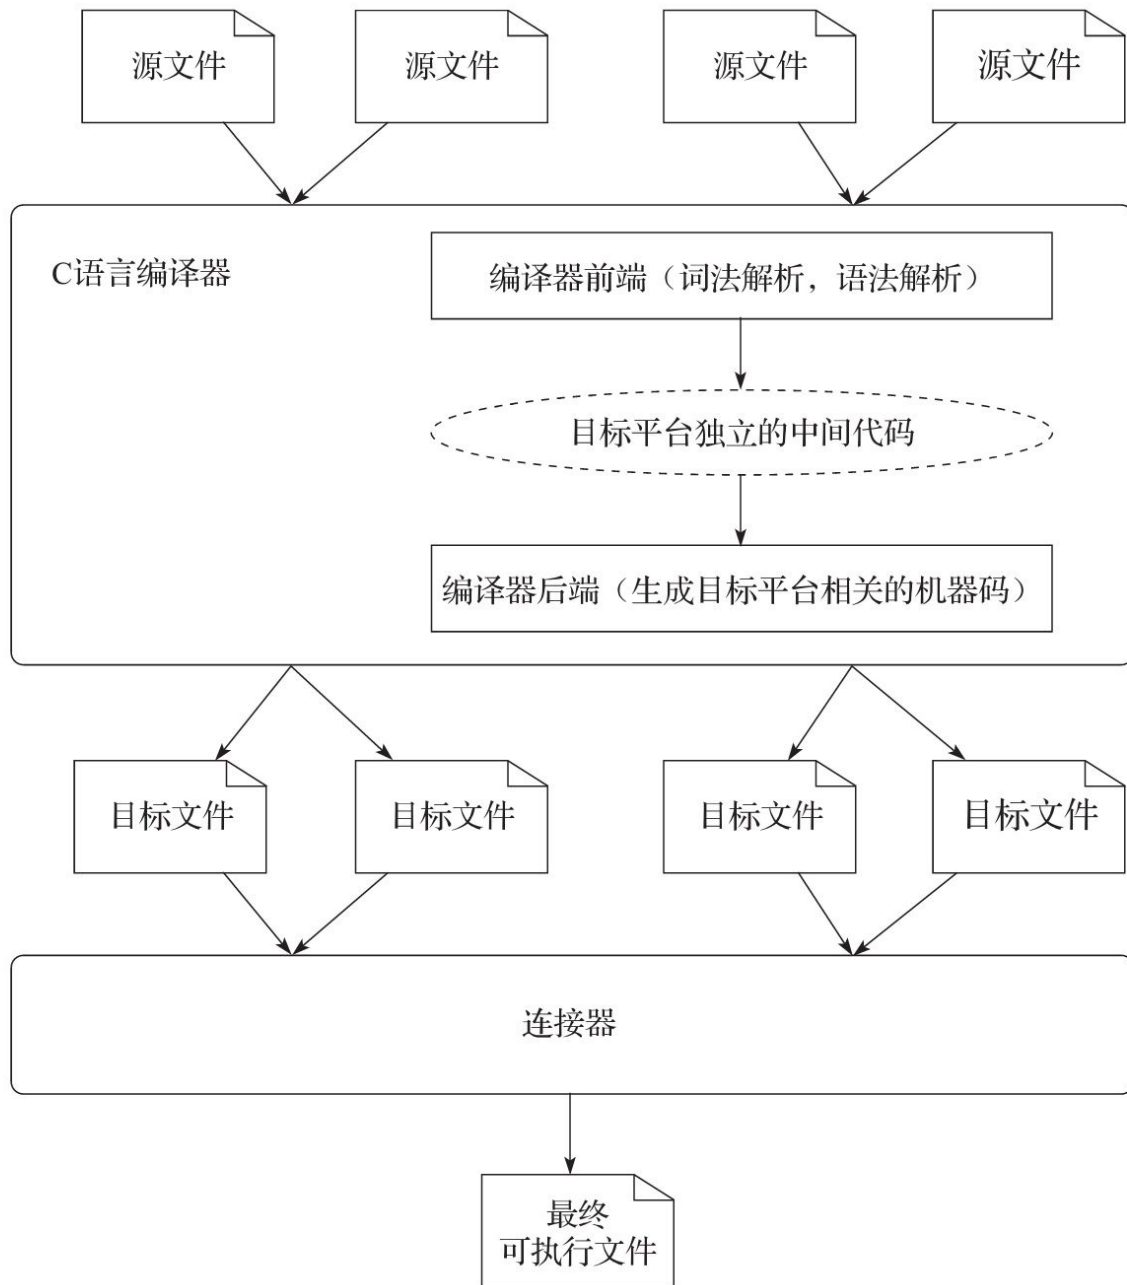 源文件
源文件
源文件
源文件
C语言编译器
编译器前端（词法解析，语法解析）
目标平台独立的中间代码
编译器后端（生成目标平台相关的机器码）
目标文件
目标文件
目标文件
目标文件
连接器
最终
可执行文件